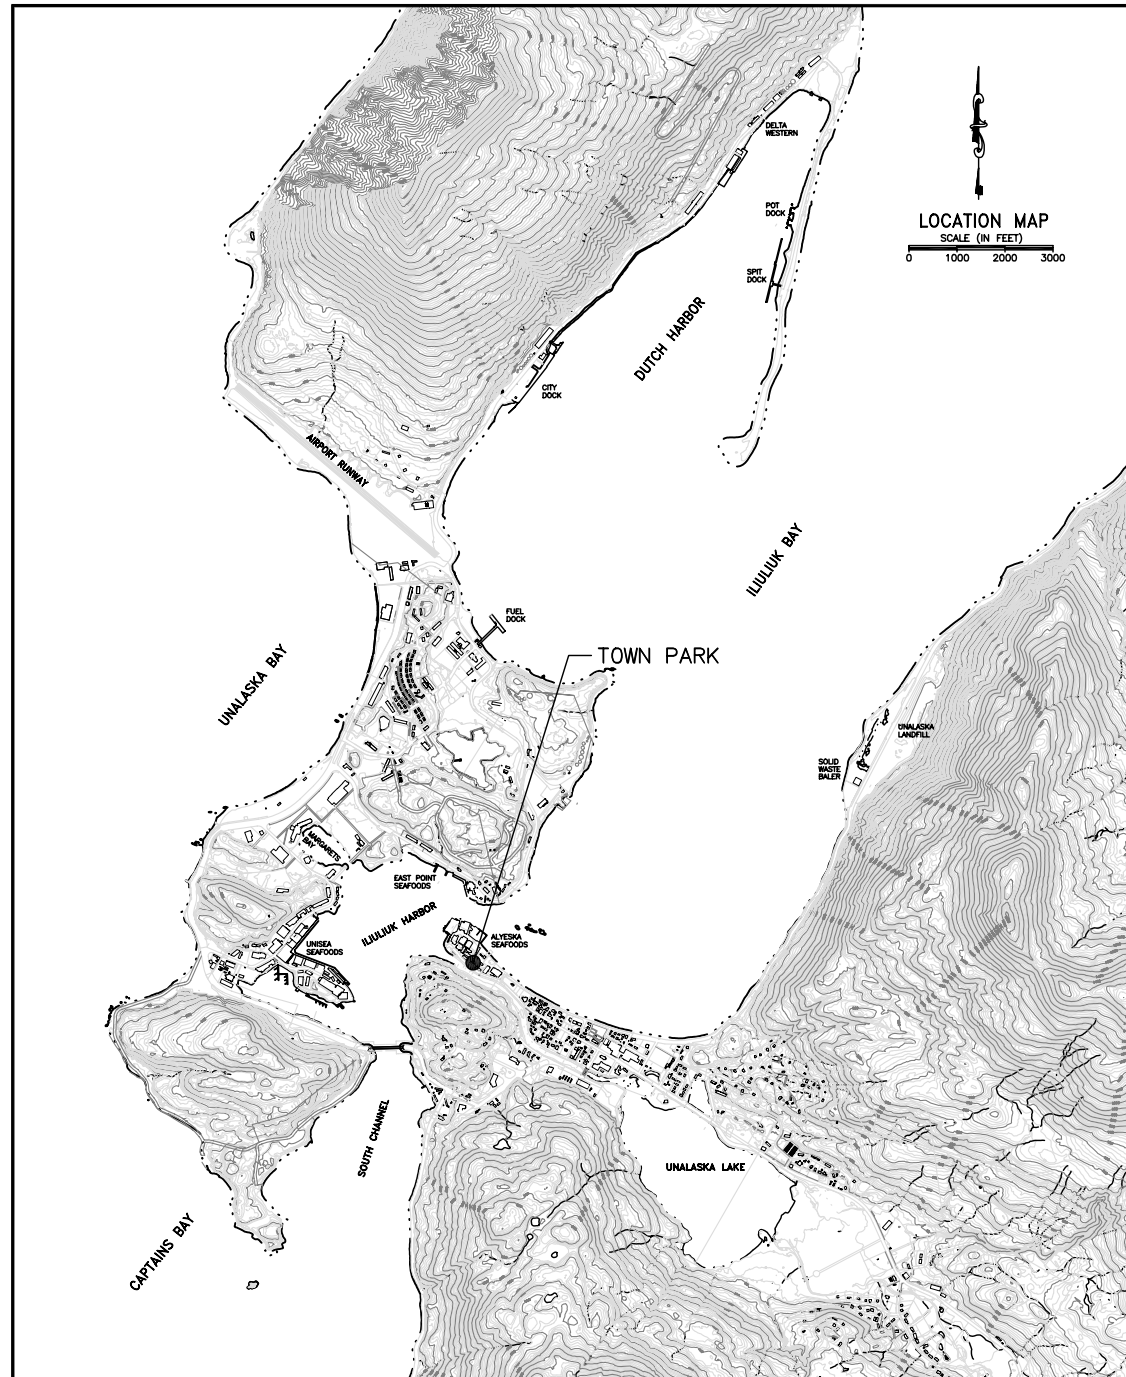 DELTA
WESTERN
POT
DOCK
LOCATION MAP
SCALE (IN FEET)
0 1000 2000 3000
SPIT
DOCK
DUTCH HARBOR
CITY
DOCK
AIRPORT RUNWAY
ILIULIUK BAY
FUEL
DOCK
TOWN PARK
UNALASKA BAY
UNALASKA
LANDFILL
SOLID
WASTE
BALER
MARGARETS
BAY
EAST POINT
SEAFOODS
ILIULIUK HARBOR
ALYESKA
SEAFOODS
UNISEA
SEAFOODS
SOUTH CHANNEL
UNALASKA LAKE
CAPTAINS BAY